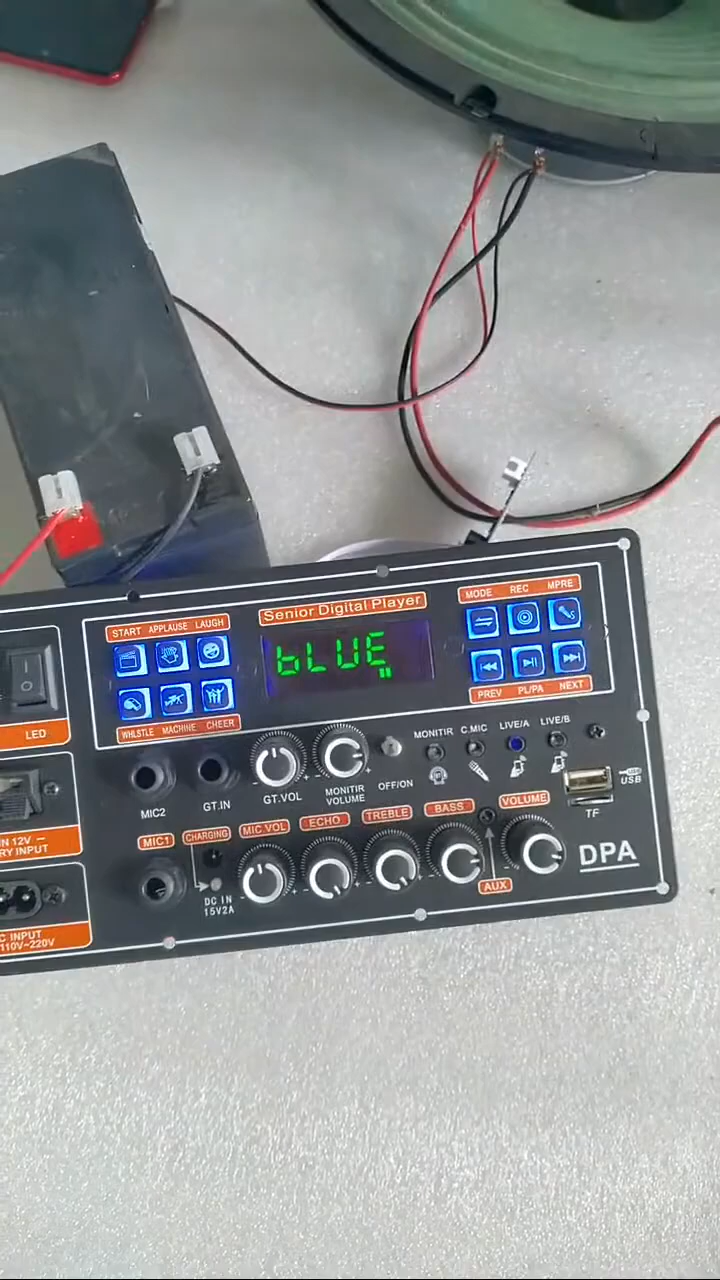 START APPLAUSE LAUGH
Senior Digital Player
MODE REC MPRE
bLUE
WHLSTLE MACHINE CHEER
PREV PL/PA NEXT
LED
MIC2
GT.IN
GT.VOL
MONITIR
VOLUME
OFF/ON
MONITIR
C.MIC
LIVE/A
LIVE/B
USB
TF
IN 12V
RY INPUT
MIC1
CHARGING
MIC VOL
ECHO
TREBLE
BASS
VOLUME
DC IN
15V2A
AUX
DPA
C INPUT
110V~220V